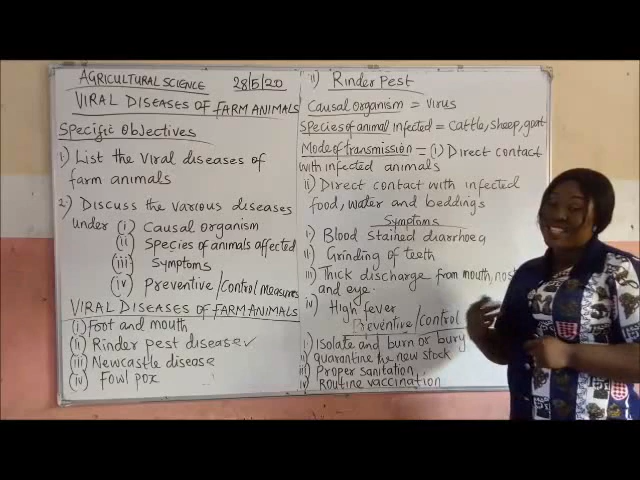 AGRICULTURAL SCIENCE 28/5/20
VIRAL DISEASES OF FARM ANIMALS
Specific Objectives
1) List the viral diseases of
farm animals
2) Discuss the various diseases
under (i) Causal organism
(ii) Species of animals affected
(iii) Symptoms
(iv) Preventive/Control measures
VIRAL DISEASES OF FARM ANIMALS
(i) Foot and mouth
(ii) Rinder pest disease✓
(iii) Newcastle disease
(iv) Fowl pox
ii) Rinder Pest
Causal organism = Virus
Species of animal infected = Cattle, sheep, goat
Mode of transmission = (i) Direct contact
with infected animals
ii) Direct contact with infected
food, water and beddings
Symptoms
i) Blood stained diarrhoea
ii) Grinding of teeth
iii) Thick discharge from mouth,
and eye.
iv) High fever
Preventive/Control
i) Isolate and burn or bury
ii) quarantine the new stock
iii) Proper sanitation
iv) Routine vaccination